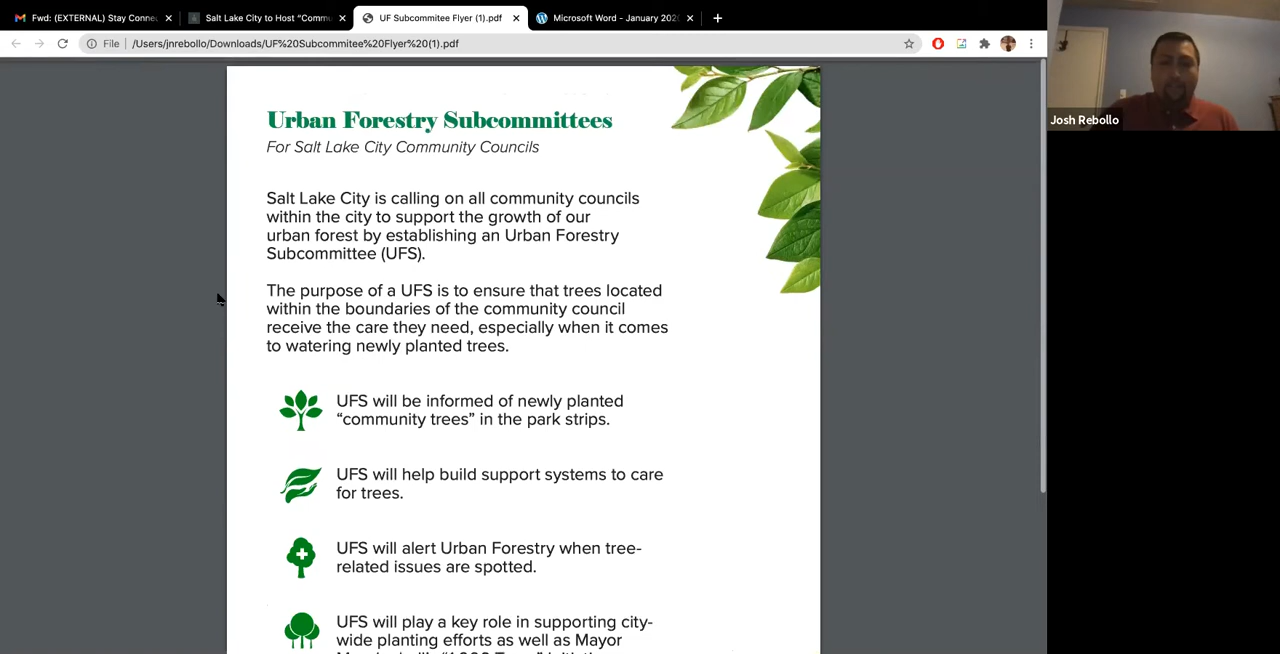 Fwd: (EXTERNAL) Stay Conne
Salt Lake City to Host "Commu
UF Subcommitee Flyer (1).pdf
Microsoft Word - January 202
File
/Users/jnrebollo/Downloads/UF%20Subcommitee%20Flyer%20(1).pdf
Josh Rebollo
Urban Forestry Subcommittees
For Salt Lake City Community Councils
Salt Lake City is calling on all community councils
within the city to support the growth of our
urban forest by establishing an Urban Forestry
Subcommittee (UFS).
The purpose of a UFS is to ensure that trees located
within the boundaries of the community council
receive the care they need, especially when it comes
to watering newly planted trees.
UFS will be informed of newly planted
“community trees” in the park strips.
UFS will help build support systems to care
for trees.
UFS will alert Urban Forestry when tree-
related issues are spotted.
UFS will play a key role in supporting city-
wide planting efforts as well as Mayor